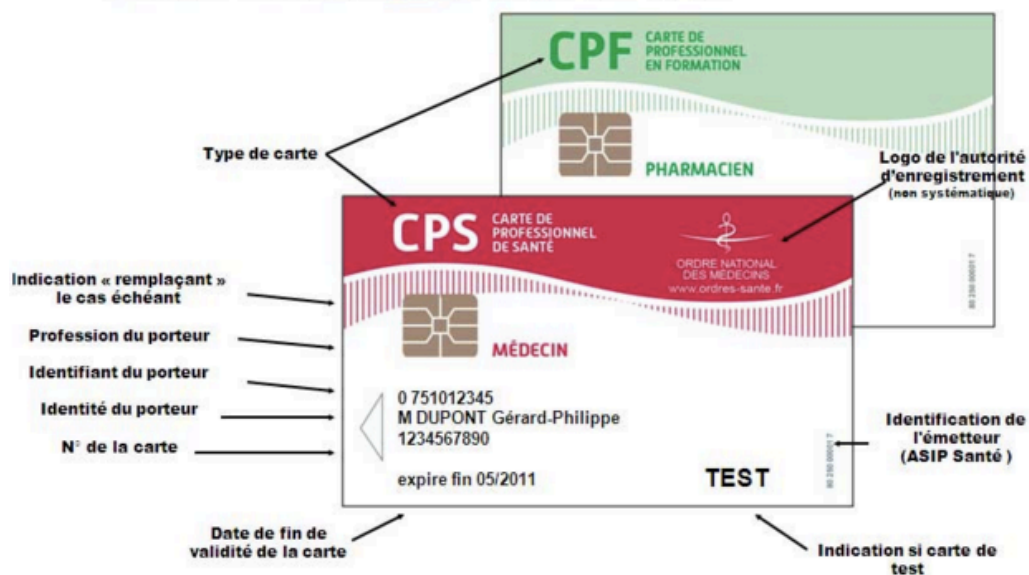 CPF
CARTE DE
PROFESSIONNEL
EN FORMATION
PHARMACIEN
Type de carte
Logo de l'autorité
d'enregistrement
(non systématique)
CPS
CARTE DE
PROFESSIONNEL
DE SANTÉ
ORDRE NATIONAL
DES MÉDECINS
www.ordres-sante.fr
Indication « remplaçant »
le cas échéant
Profession du porteur
MÉDECIN
Identifiant du porteur
0 751012345
Identité du porteur
M DUPONT Gérard-Philippe
N° de la carte
1234567890
Identification de
l'émetteur
(ASIP Santé )
expire fin 05/2011
TEST
Date de fin de
validité de la carte
Indication si carte de
test